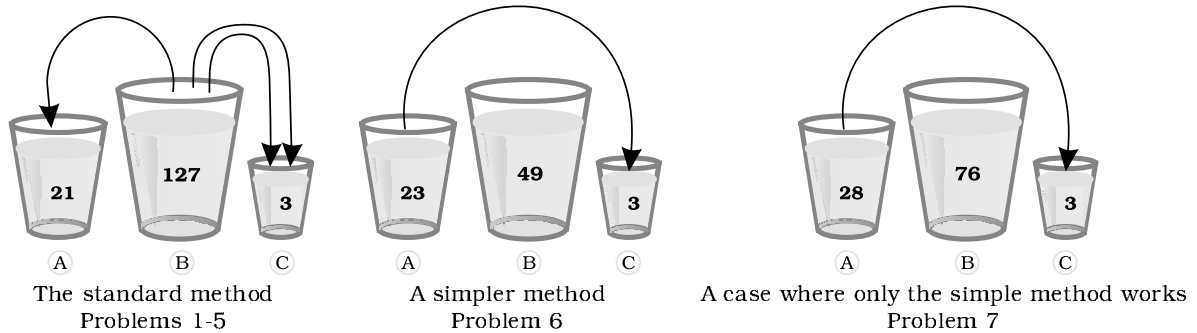 21
127
3
A
B
C
The standard method
Problems 1-5
23
49
3
A
B
C
A simpler method
Problem 6
28
76
3
A
B
C
A case where only the simple method works
Problem 7